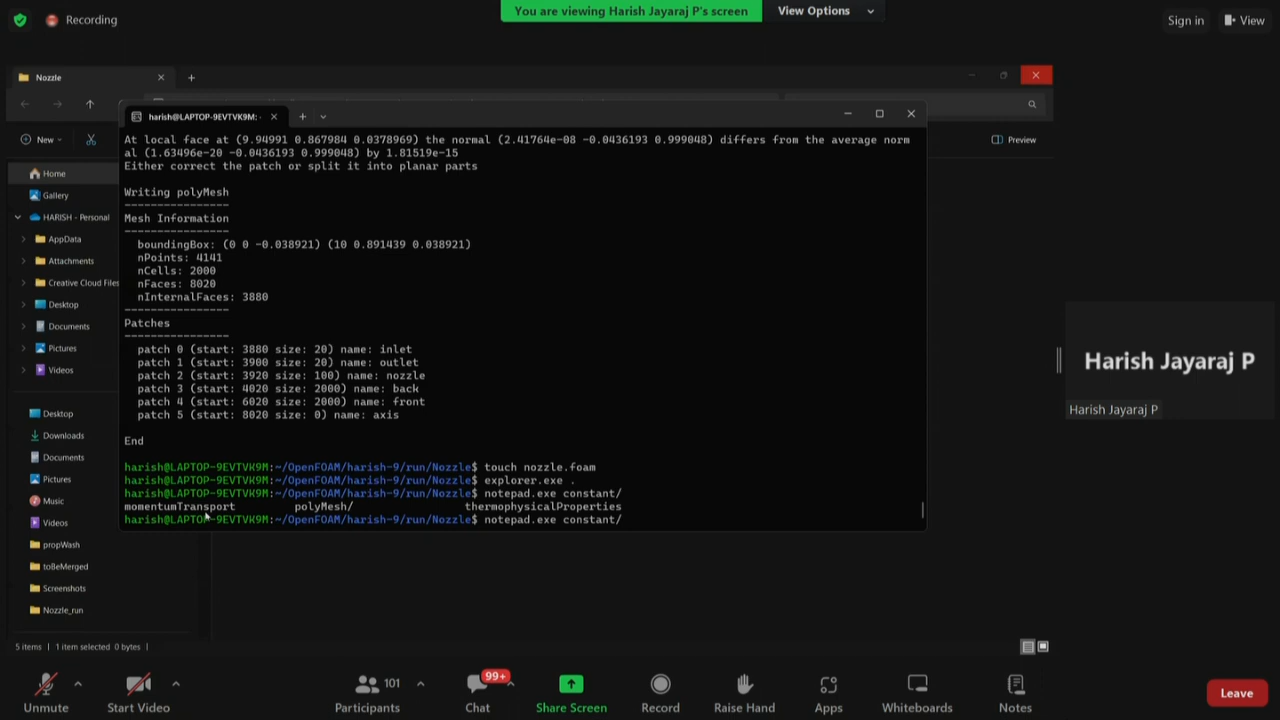 Recording
You are viewing Harish Jayaraj P's screen
View Options
Sign in
View
Nozzle
New
Preview
harish@LAPTOP-9EVTVK9M:
Home
Gallery
HARISH - Personal
AppData
Attachments
Creative Cloud Files
Desktop
Documents
Pictures
Videos
Desktop
Downloads
Documents
Pictures
Music
Videos
propWash
toBeMerged
Screenshots
Nozzle_run
5 items
1 item selected 0 bytes
At local face at (9.94991 0.867984 0.0378969) the normal (2.41764e-08 -0.0436193 0.999048) differs from the average norm
al (1.63496e-20 -0.0436193 0.999048) by 1.81519e-15
Either correct the patch or split it into planar parts
Writing polyMesh
----------------
Mesh Information
----------------
boundingBox: (0 0 -0.038921) (10 0.891439 0.038921)
nPoints: 4141
nCells: 2000
nFaces: 8020
nInternalFaces: 3880
----------------
Patches
----------------
patch 0 (start: 3880 size: 20) name: inlet
patch 1 (start: 3900 size: 20) name: outlet
patch 2 (start: 3920 size: 100) name: nozzle
patch 3 (start: 4020 size: 2000) name: back
patch 4 (start: 6020 size: 2000) name: front
patch 5 (start: 8020 size: 0) name: axis
End
harish@LAPTOP-9EVTVK9M:~/OpenFOAM/harish-9/run/Nozzle$ touch nozzle.foam
harish@LAPTOP-9EVTVK9M:~/OpenFOAM/harish-9/run/Nozzle$ explorer.exe .
harish@LAPTOP-9EVTVK9M:~/OpenFOAM/harish-9/run/Nozzle$ notepad.exe constant/
momentumTransport polyMesh/ thermophysicalProperties
harish@LAPTOP-9EVTVK9M:~/OpenFOAM/harish-9/run/Nozzle$ notepad.exe constant/
Harish Jayaraj P
Harish Jayaraj P
Unmute
Start Video
101
Participants
99+
Chat
Share Screen
Record
Raise Hand
Apps
Whiteboards
Notes
Leave